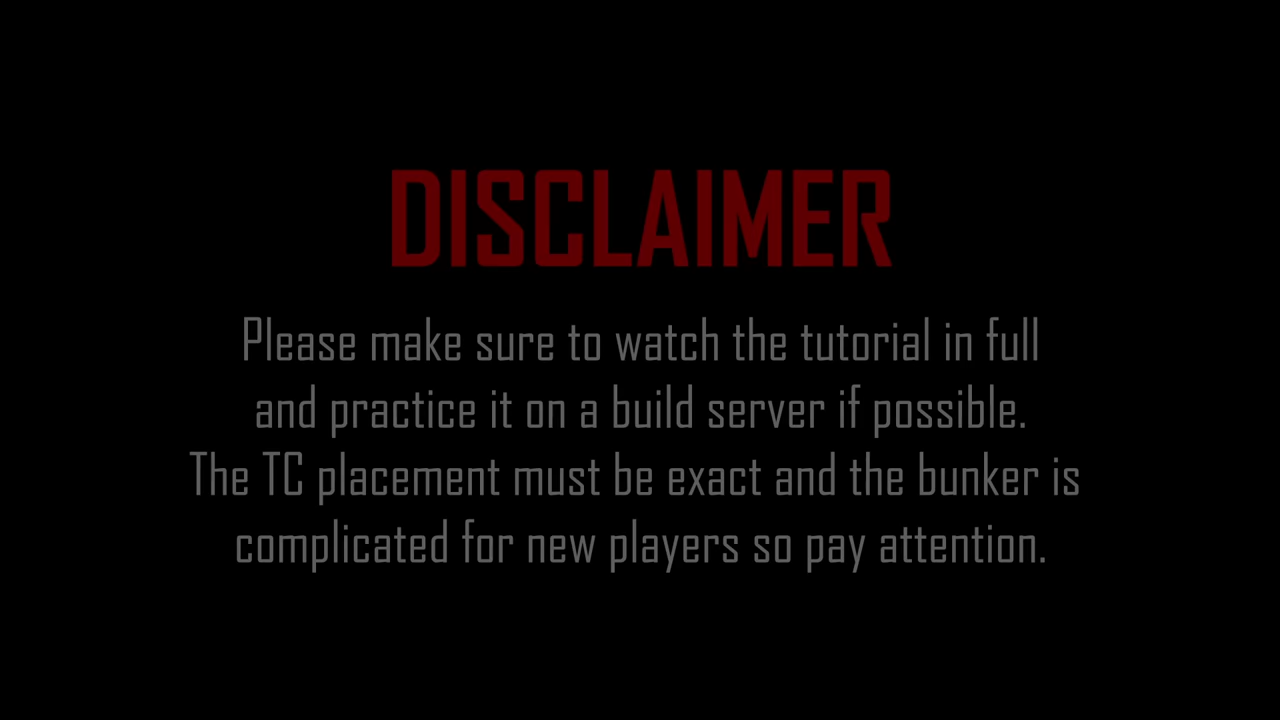 DISCLAIMER
Please make sure to watch the tutorial in full
and practice it on a build server if possible.
The TC placement must be exact and the bunker is
complicated for new players so pay attention.